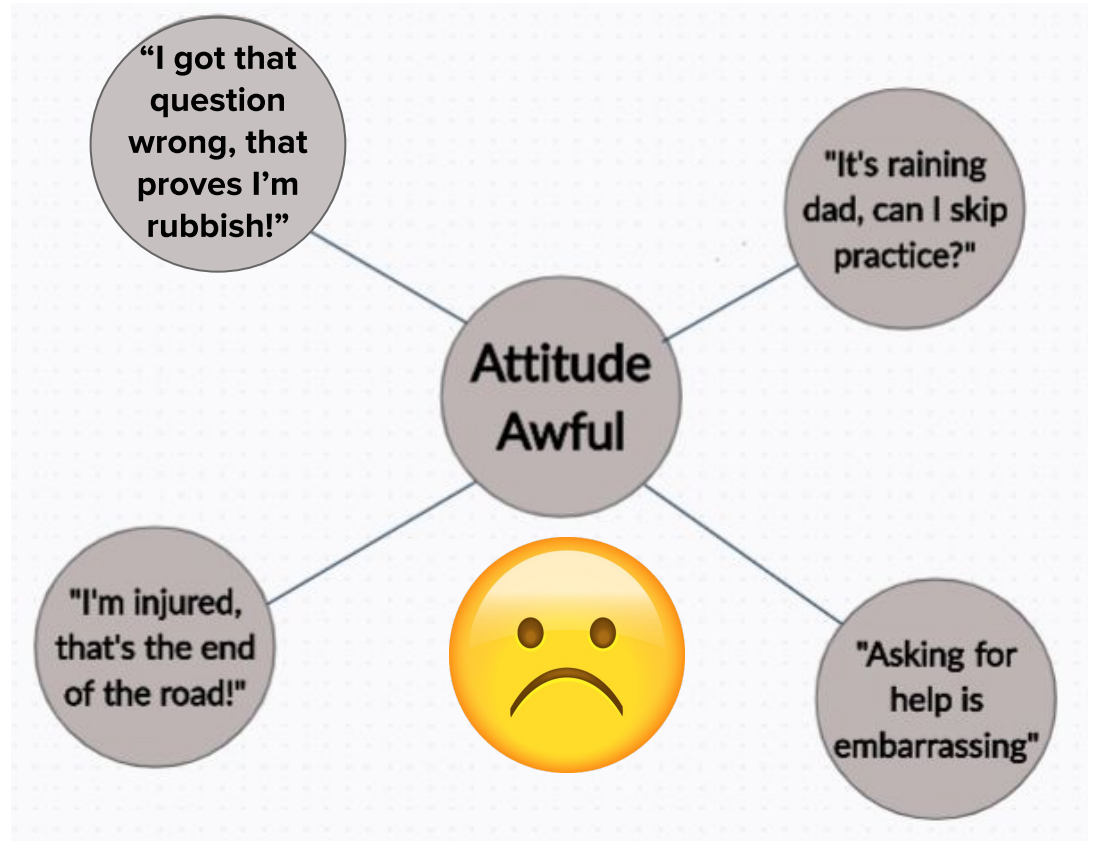 “I got that
question
wrong, that
proves I’m
rubbish!”
"It's raining
dad, can I skip
practice?"
Attitude
Awful
"I'm injured,
that's the end
of the road!"
"Asking for
help is
embarrassing"